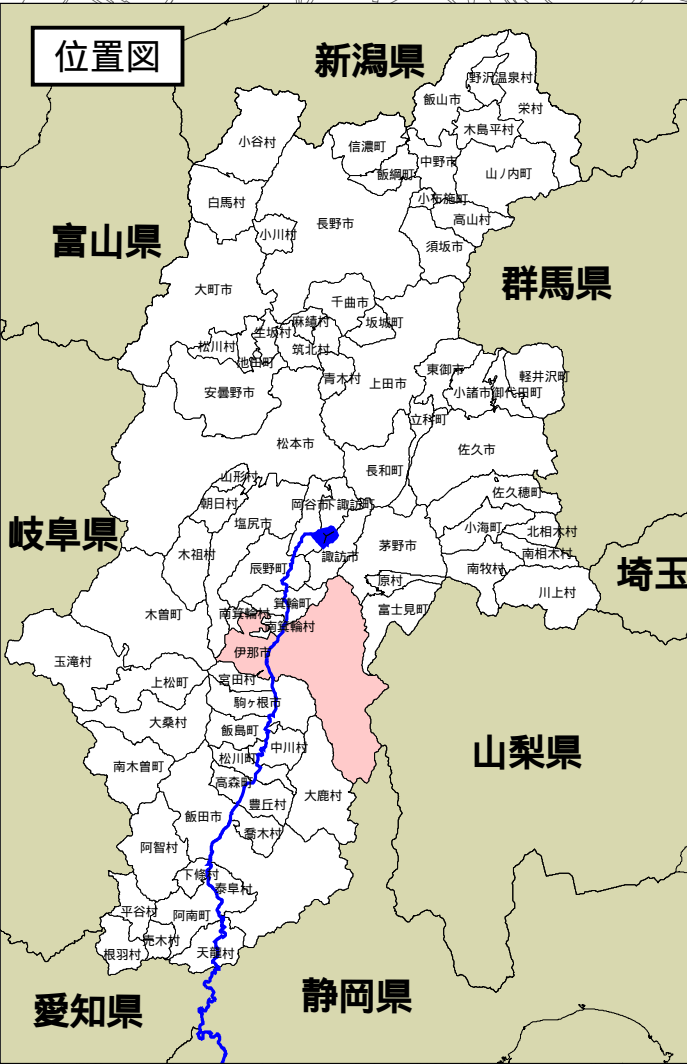 位置図
新潟県
野沢温泉村
飯山市
栄村
木島平村
小谷村
信濃町
中野市
飯綱町
山ノ内町
白馬村
小布施町
高山村
長野市
小川村
須坂市
富山県
群馬県
大町市
千曲市
麻績村
坂城町
生坂村
松川村
筑北村
池田町
青木村
上田市
東御市
軽井沢町
安曇野市
小諸市
御代田町
立科町
松本市
佐久市
長和町
山形村
佐久穂町
朝日村
岡谷市
下諏訪町
塩尻市
小海町
北相木村
岐阜県
木祖村
茅野市
諏訪市
南相木村
辰野町
南牧村
埼玉
原村
川上村
箕輪町
富士見町
木曽町
南箕輪村
南箕輪村
伊那市
玉滝村
宮田村
上松町
駒ヶ根市
大桑村
飯島町
中川村
山梨県
松川町
南木曽町
高森町
大鹿村
豊丘村
飯田市
喬木村
阿智村
下條村
泰阜村
平谷村
阿南町
売木村
根羽村
天龍村
静岡県
愛知県